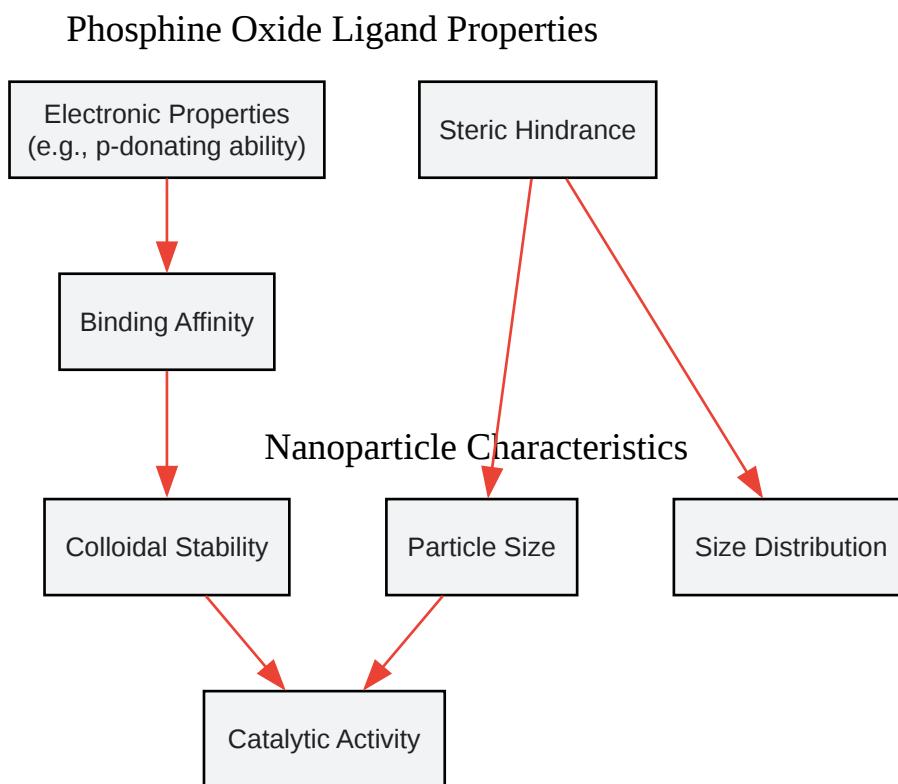 Phosphine Oxide Ligand Properties
Electronic Properties
(e.g., p-donating ability)
Steric Hindrance
Binding Affinity
Nanoparticle Characteristics
Colloidal Stability
Particle Size
Size Distribution
Catalytic Activity